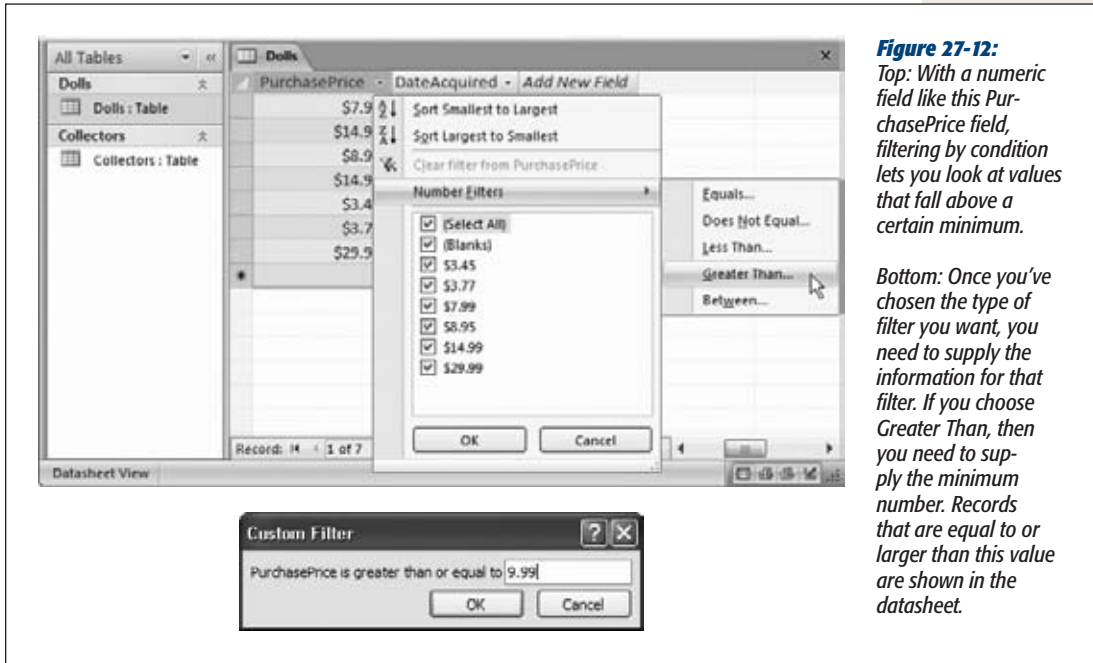 All Tables
Dolls
Dolls : Table
Collectors
Collectors : Table
Dolls
PurchasePrice
DateAcquired
Add New Field
$7.9
$14.9
$8.9
$14.9
$3.4
$3.7
$29.9
Sort Smallest to Largest
Sort Largest to Smallest
Clear filter from PurchasePrice
Number Filters
(Select All)
(Blanks)
$3.45
$3.77
$7.99
$8.95
$14.99
$29.99
OK
Cancel
Equals...
Does Not Equal...
Less Than...
Greater Than...
Between...
Record:
1 of 7
Datasheet View
Custom Filter
PurchasePrice is greater than or equal to 9.99
OK
Cancel
Figure 27-12:
Top: With a numeric
field like this Pur-
chasePrice field,
filtering by condition
lets you look at values
that fall above a
certain minimum.
Bottom: Once you've
chosen the type of
filter you want, you
need to supply the
information for that
filter. If you choose
Greater Than, then
you need to sup-
ply the minimum
number. Records
that are equal to or
larger than this value
are shown in the
datasheet.